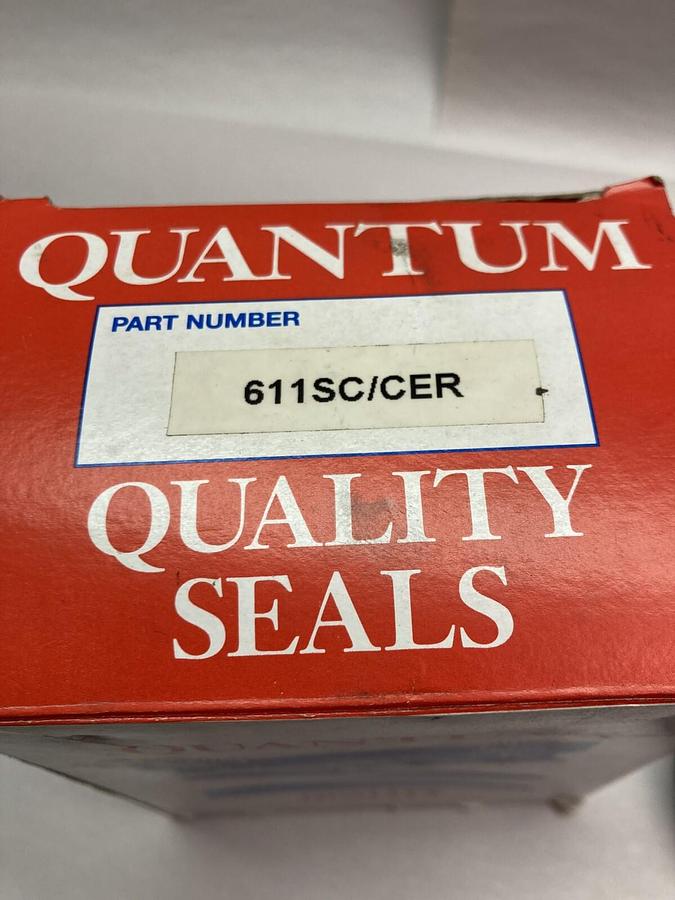 QUANTUM
PART NUMBER
611SC/CER
QUALITY
SEALS